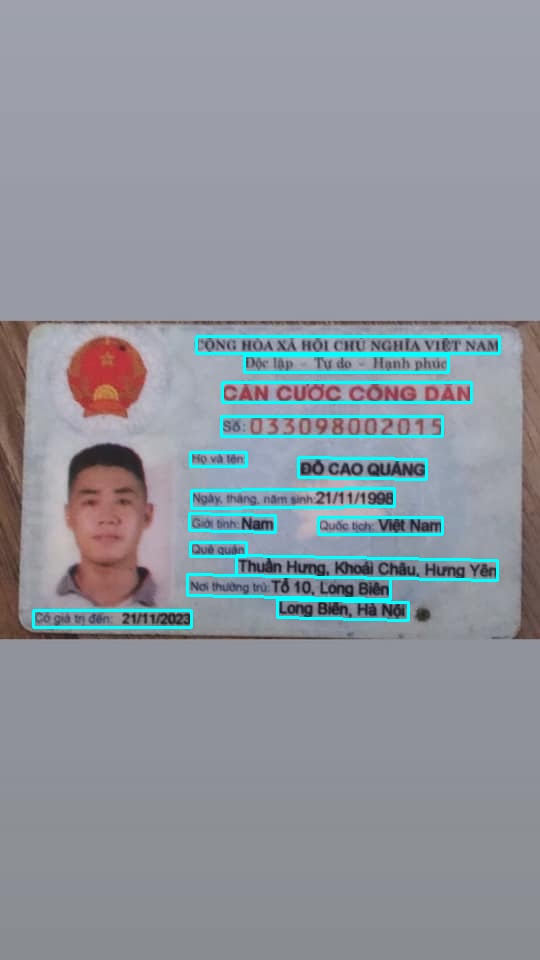 CỘNG HÒA XÃ HỘI CHỦ NGHĨA VIỆT NAM
Độc lập - Tự do - Hạnh phúc
CĂN CƯỚC CÔNG DÂN
Số: 033098002015
Họ và tên
ĐỖ CAO QUẢNG
Ngày, tháng, năm sinh: 21/11/1998
Giới tính: Nam Quốc tịch: Việt Nam
Quê quán
Thuần Hưng, Khoái Châu, Hưng Yên
Nơi thường trú: Tổ 10, Long Biên
Long Biên, Hà Nội
Có giá trị đến: 21/11/2023